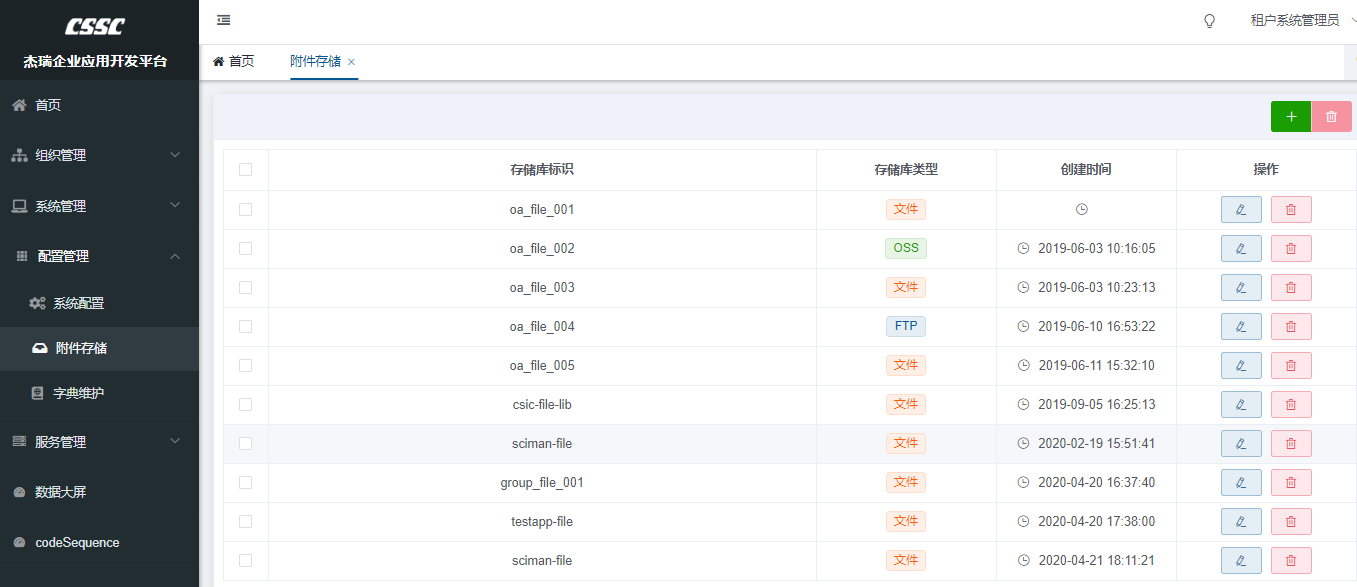 CSSC
杰瑞企业应用开发平台
租户系统管理员
首页
附件存储
首页
组织管理
系统管理
配置管理
系统配置
附件存储
字典维护
服务管理
数据大屏
codeSequence
存储库标识 存储库类型 创建时间 操作
oa_file_001 文件
oa_file_002 OSS 2019-06-03 10:16:05
oa_file_003 文件 2019-06-03 10:23:13
oa_file_004 FTP 2019-06-10 16:53:22
oa_file_005 文件 2019-06-11 15:32:10
csic-file-lib 文件 2019-09-05 16:25:13
sciman-file 文件 2020-02-19 15:51:41
group_file_001 文件 2020-04-20 16:37:40
testapp-file 文件 2020-04-20 17:38:00
sciman-file 文件 2020-04-21 18:11:21